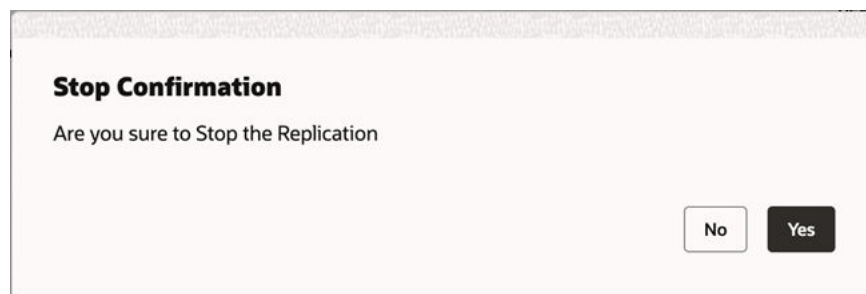 Stop Confirmation
Are you sure to Stop the Replication
No Yes